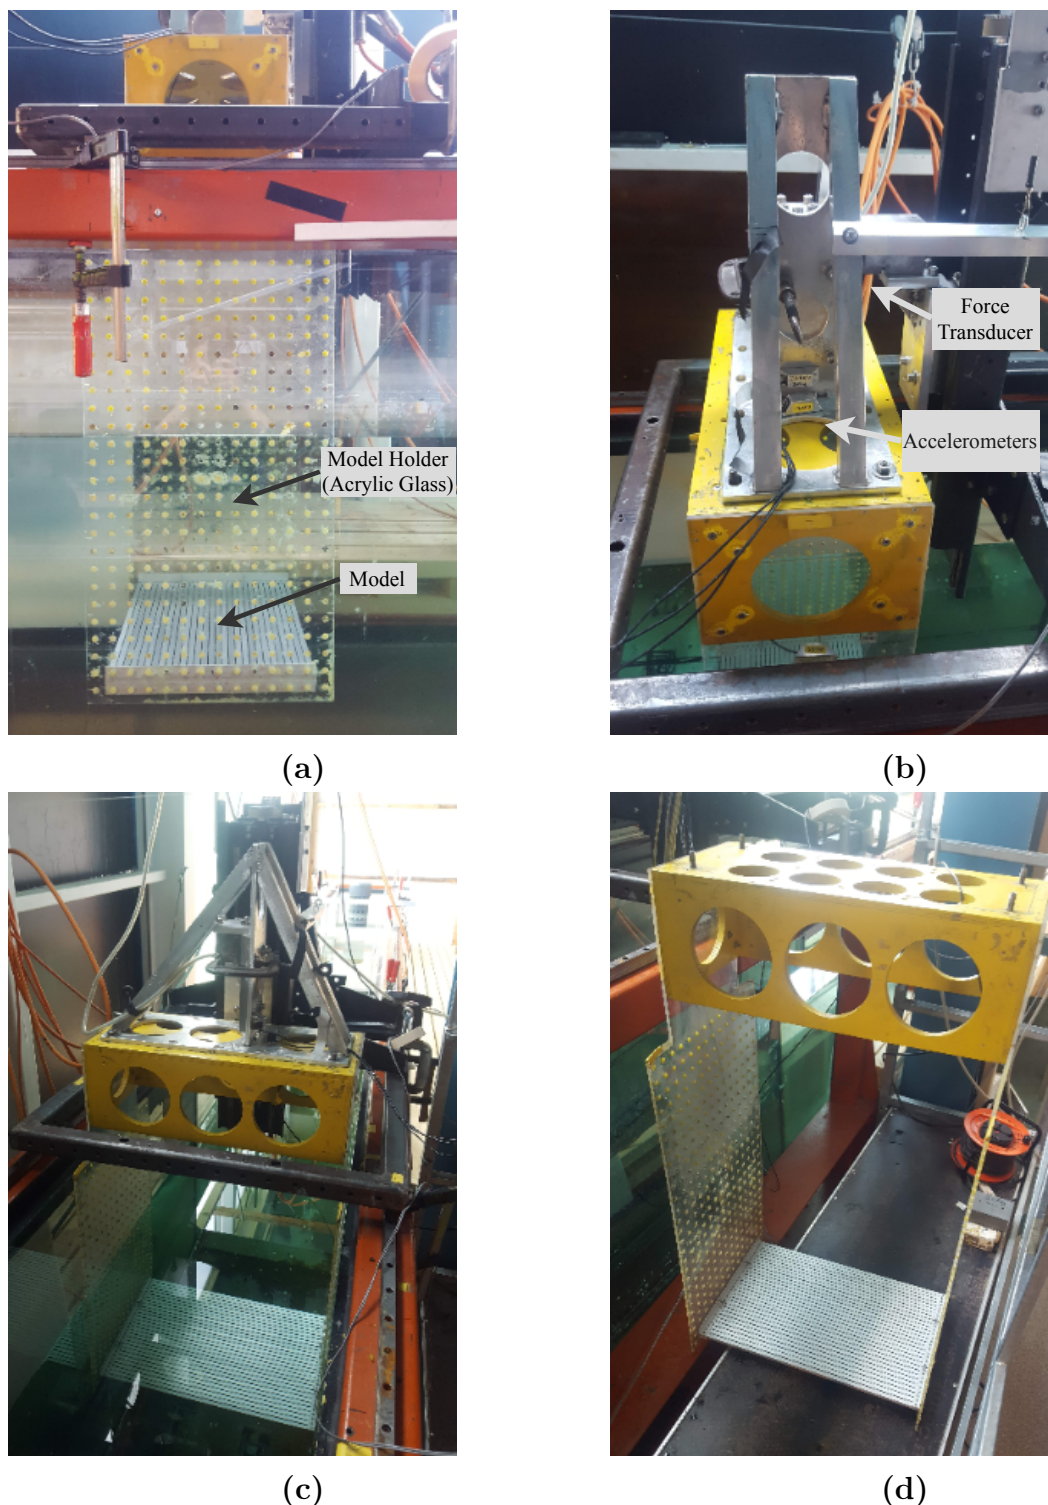 Model Holder
(Acrylic Glass)
Model
(a)
Force
Transducer
Accelerometers
(b)
(c)
(d)